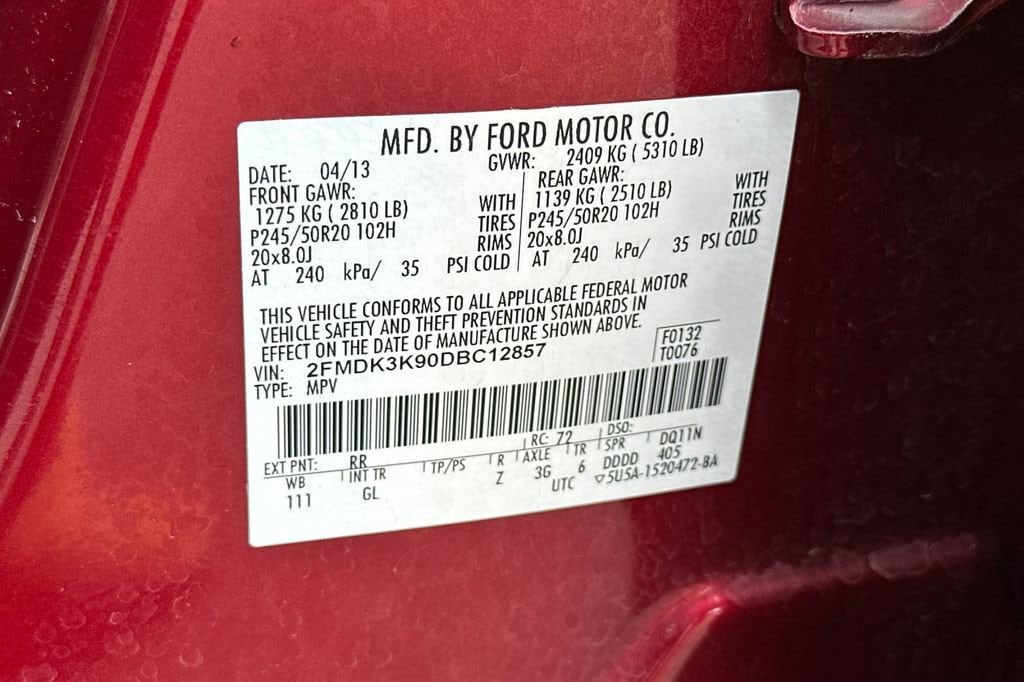 MFD. BY FORD MOTOR CO.
DATE: 04/13 GVWR: 2409 KG ( 5310 LB)
FRONT GAWR: REAR GAWR:
1275 KG ( 2810 LB) WITH 1139 KG ( 2510 LB) WITH
P245/50R20 102H TIRES P245/50R20 102H TIRES
20x8.0J RIMS 20x8.0J RIMS
AT 240 kPa/ 35 PSI COLD AT 240 kPa/ 35 PSI COLD
THIS VEHICLE CONFORMS TO ALL APPLICABLE FEDERAL MOTOR
VEHICLE SAFETY AND THEFT PREVENTION STANDARDS IN
EFFECT ON THE DATE OF MANUFACTURE SHOWN ABOVE.
VIN: 2FMDK3K90DBC12857 F0132
TYPE: MPV T0076
EXT PNT: RR RC: 72 DSO:
WB INT TR TP/PS R AXLE TR SPR DQ11N
111 GL Z 3G 6 DDDD 405
UTC ▽5U5A-1520472-BA